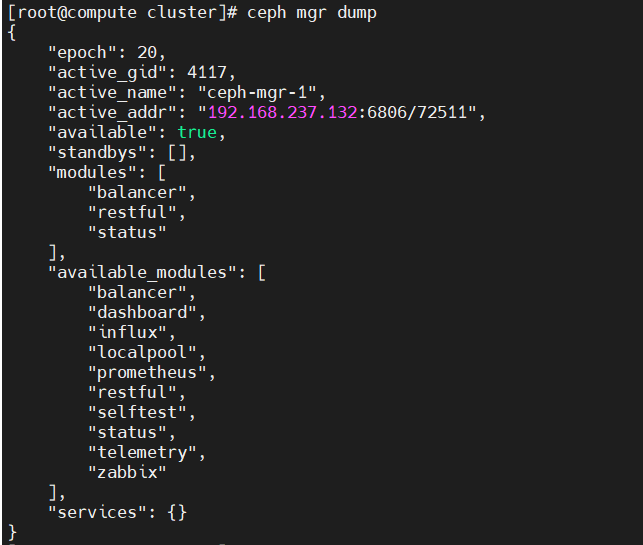 [root@compute cluster]# ceph mgr dump
{
    "epoch": 20,
    "active_gid": 4117,
    "active_name": "ceph-mgr-1",
    "active_addr": "192.168.237.132:6806/72511",
    "available": true,
    "standbys": [],
    "modules": [
        "balancer",
        "restful",
        "status"
    ],
    "available_modules": [
        "balancer",
        "dashboard",
        "influx",
        "localpool",
        "prometheus",
        "restful",
        "selftest",
        "status",
        "telemetry",
        "zabbix"
    ],
    "services": {}
}